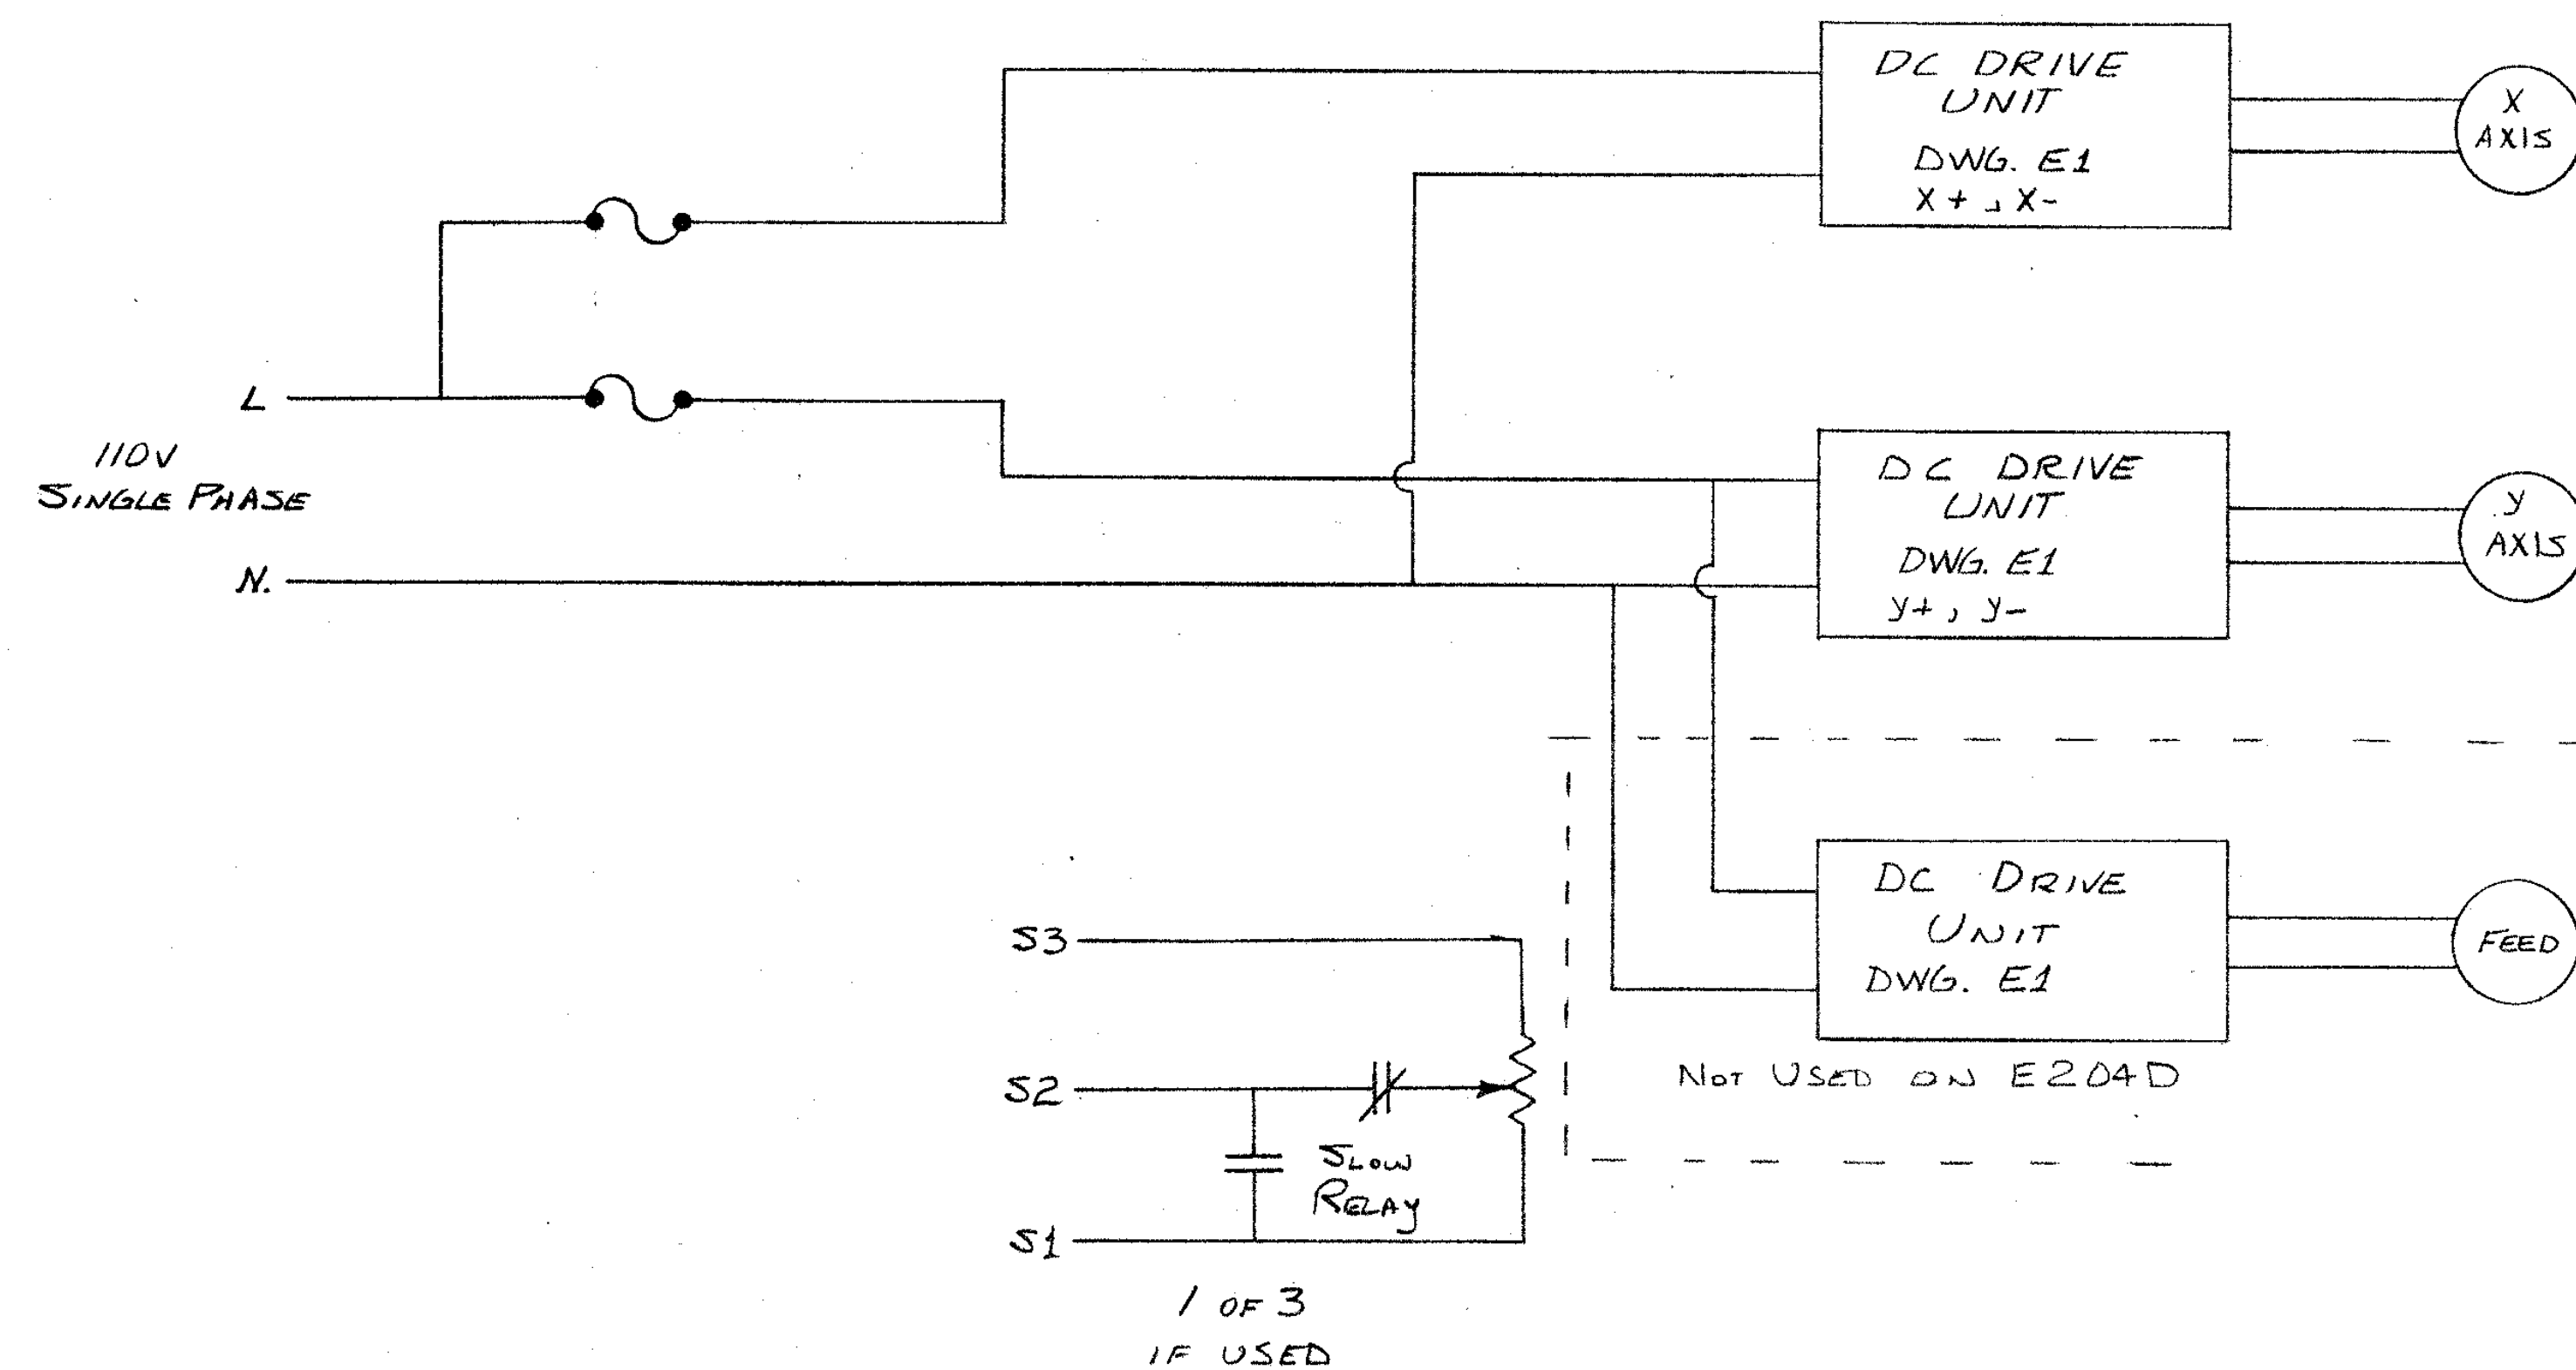 DC DRIVE
UNIT
DWG. E1
X+, X-
X
AXIS
L
110V
SINGLE PHASE
N.
DC DRIVE
UNIT
DWG. E1
Y+, Y-
Y
AXIS
DC DRIVE
UNIT
DWG. E1
FEED
NOT USED ON E204D
S3
S2
SLOW
RELAY
S1
1 OF 3
IF USED